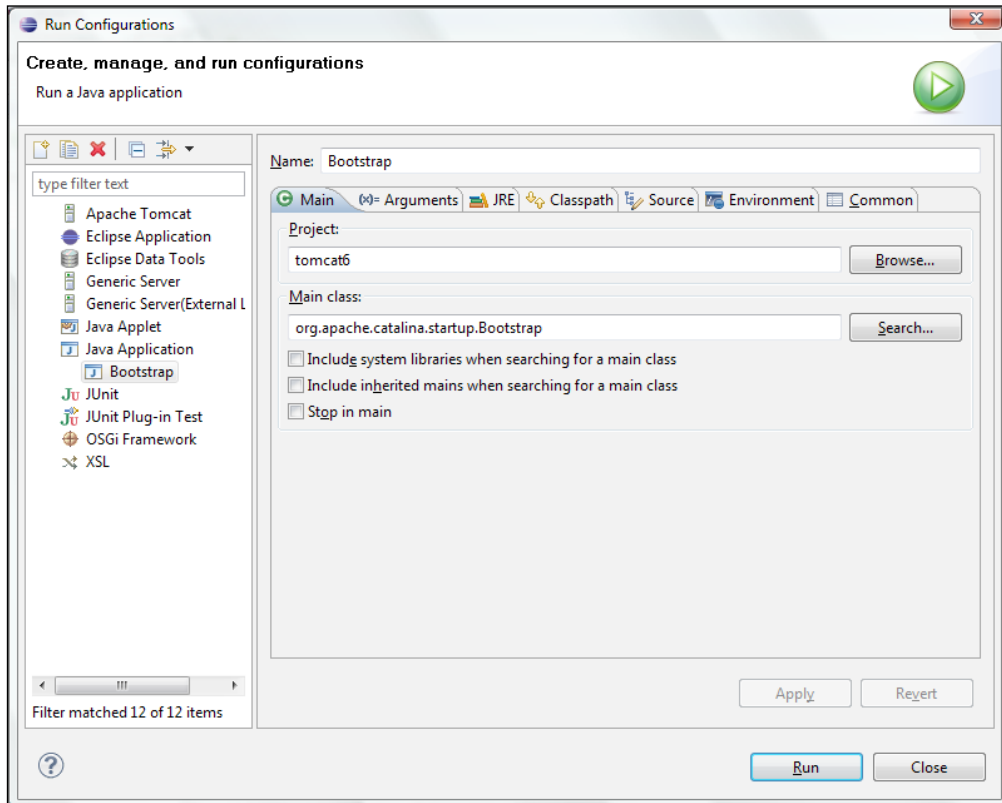 Run Configurations
Create, manage, and run configurations
Run a Java application
type filter text
Apache Tomcat
Eclipse Application
Eclipse Data Tools
Generic Server
Generic Server(External L
Java Applet
Java Application
Bootstrap
JUnit
JUnit Plug-in Test
OSGi Framework
XSL
Filter matched 12 of 12 items
Name: Bootstrap
Main (x)= Arguments JRE Classpath Source Environment Common
Project:
tomcat6 Browse...
Main class:
org.apache.catalina.startup.Bootstrap Search...
Include system libraries when searching for a main class
Include inherited mains when searching for a main class
Stop in main
Apply Revert
Run Close